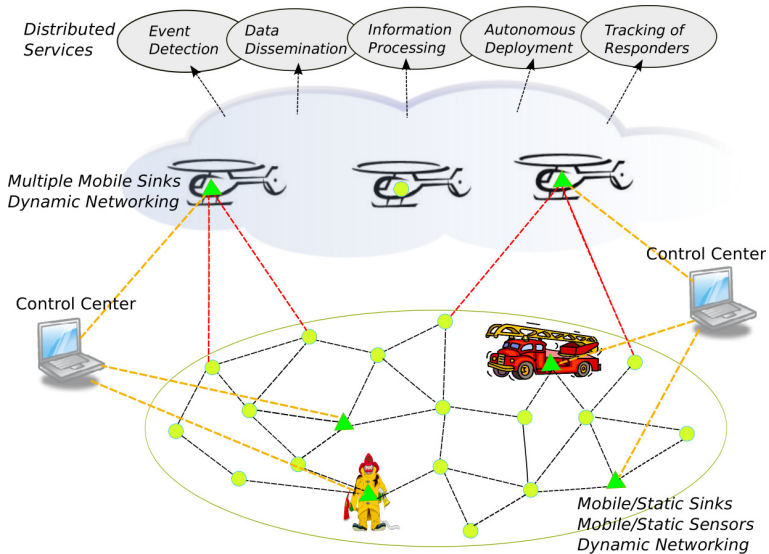 Distributed
Services
Event
Detection
Data
Dissemination
Information
Processing
Autonomous
Deployment
Tracking of
Responders
Multiple Mobile Sinks
Dynamic Networking
Control Center
Control Center
Mobile/Static Sinks
Mobile/Static Sensors
Dynamic Networking